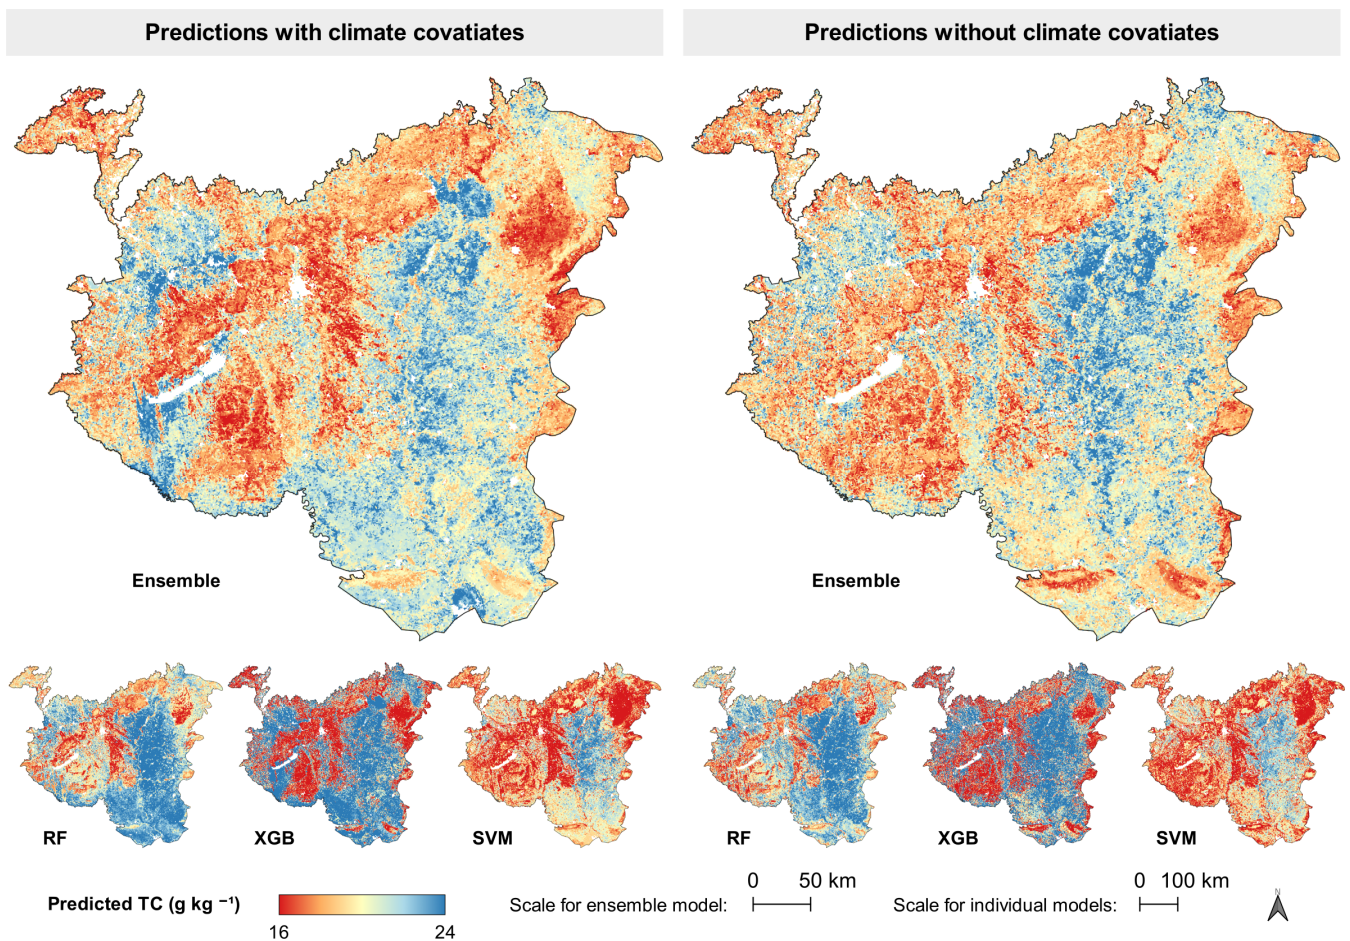 Predictions with climate covatiates
Predictions without climate covatiates
Ensemble
Ensemble
RF
XGB
SVM
RF
XGB
SVM
Predicted TC (g kg ⁻¹)
16
24
Scale for ensemble model:
0 50 km
Scale for individual models:
0 100 km
N